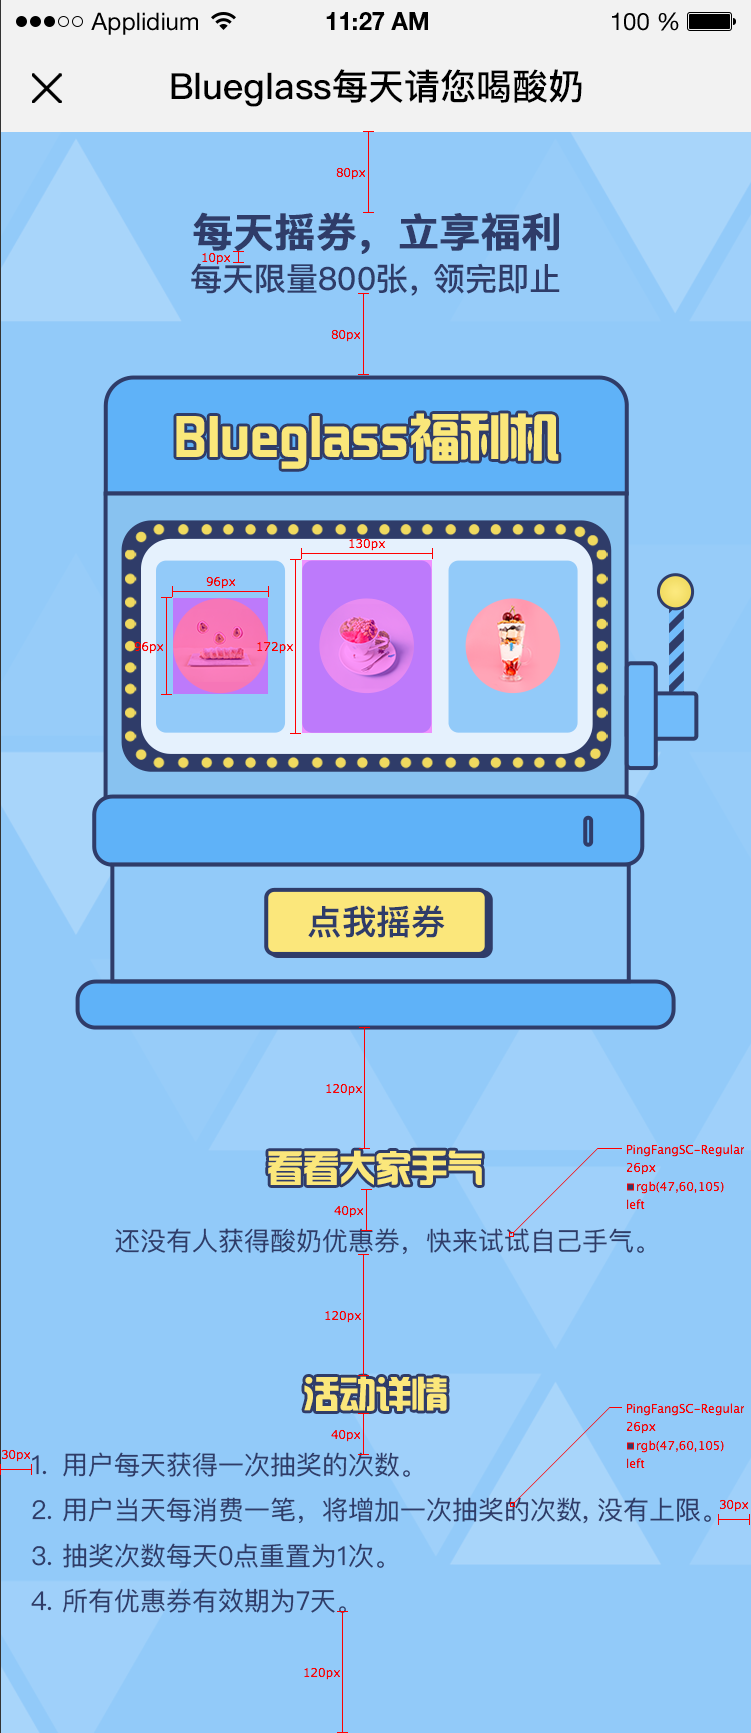 Applidium 11:27 AM 100 %
Blueglass每天请您喝酸奶
80px
每天摇券，立享福利
10px
每天限量800张，领完即止
80px
Blueglass福利机
130px
96px
96px
172px
点我摇券
120px
看看大家手气
PingFangSC-Regular
26px
rgb(47,60,105)
left
40px
还没有人获得酸奶优惠券，快来试试自己手气。
120px
活动详情
PingFangSC-Regular
26px
rgb(47,60,105)
left
40px
30px
1. 用户每天获得一次抽奖的次数。
2. 用户当天每消费一笔，将增加一次抽奖的次数, 没有上限。
30px
3. 抽奖次数每天0点重置为1次。
4. 所有优惠券有效期为7天。
120px